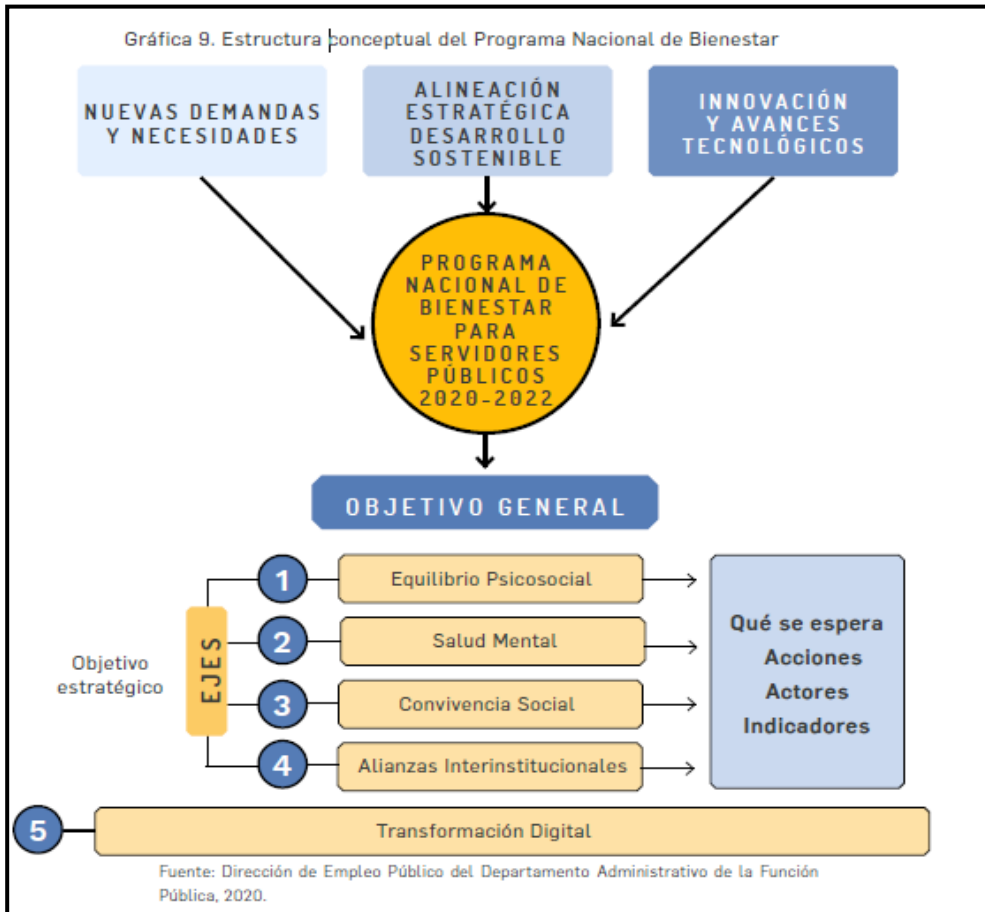 Gráfica 9. Estructura conceptual del Programa Nacional de Bienestar
NUEVAS DEMANDAS
Y NECESIDADES
ALINEACIÓN
ESTRATÉGICA
DESARROLLO
SOSTENIBLE
INNOVACIÓN
Y AVANCES
TECNOLÓGICOS
PROGRAMA
NACIONAL DE
BIENESTAR
PARA
SERVIDORES
PÚBLICOS
2020-2022
OBJETIVO GENERAL
Objetivo
estratégico
EJES
1
Equilibrio Psicosocial
2
Salud Mental
3
Convivencia Social
4
Alianzas Interinstitucionales
Qué se espera
Acciones
Actores
Indicadores
5
Transformación Digital
Fuente: Dirección de Empleo Público del Departamento Administrativo de la Función
Pública, 2020.